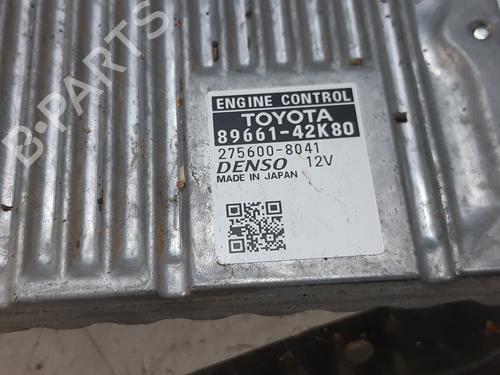 B-PARTS
ENGINE CONTROL
TOYOTA
89661-42K80
275600-8041
DENSO 12V
MADE IN JAPAN